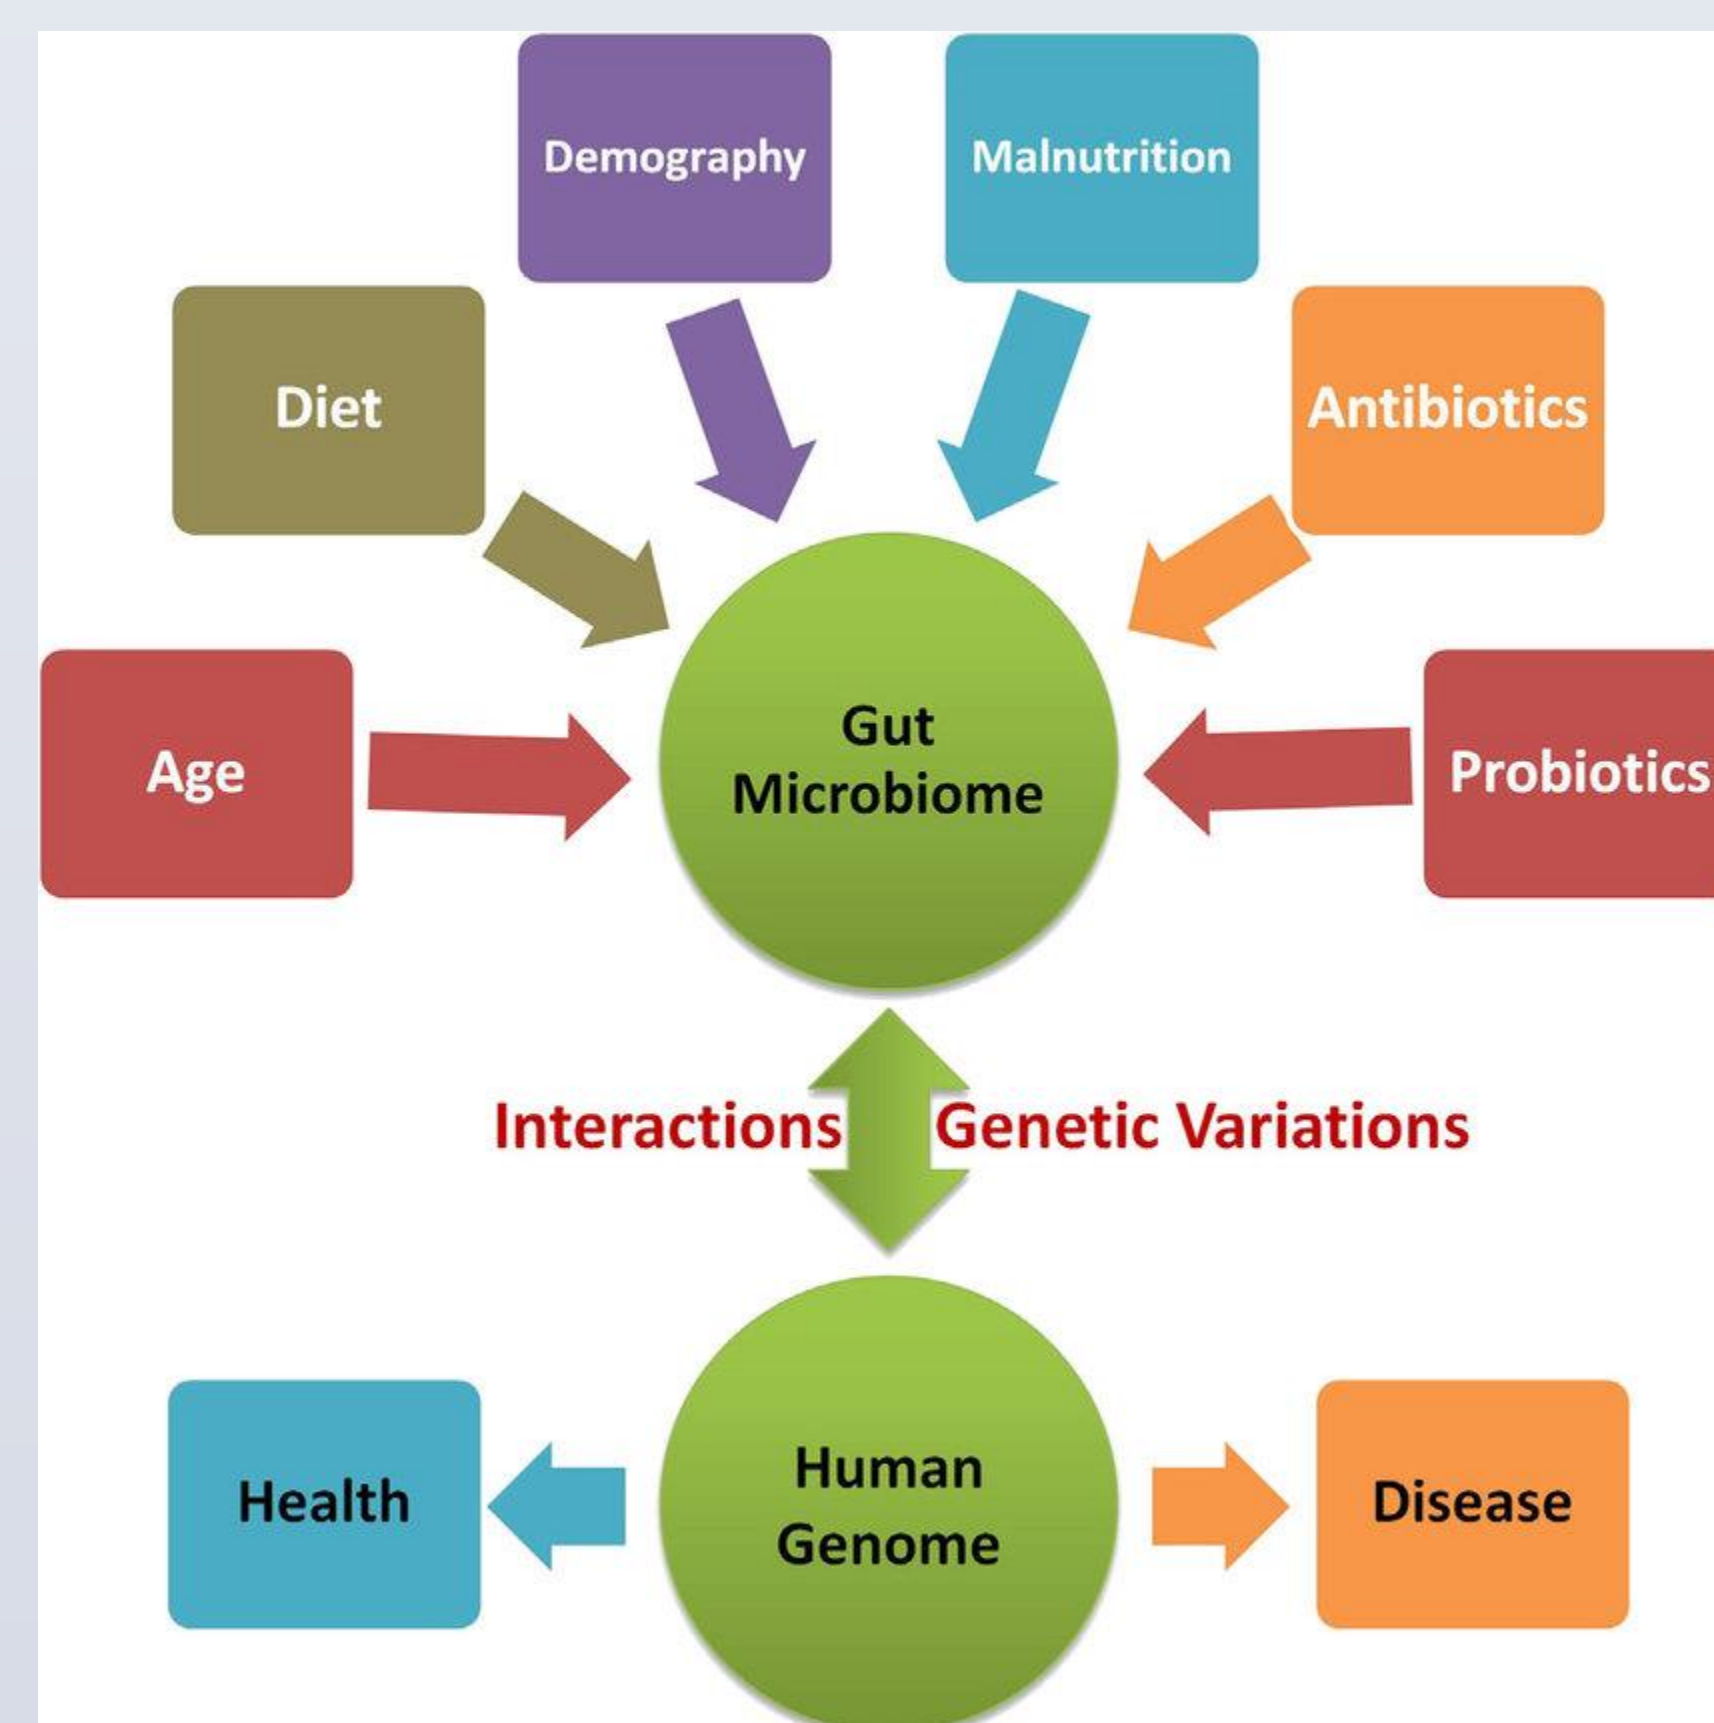 Demography
Malnutrition
Diet
Antibiotics
Age
Gut
Microbiome
Probiotics
Interactions
Genetic Variations
Health
Human
Genome
Disease